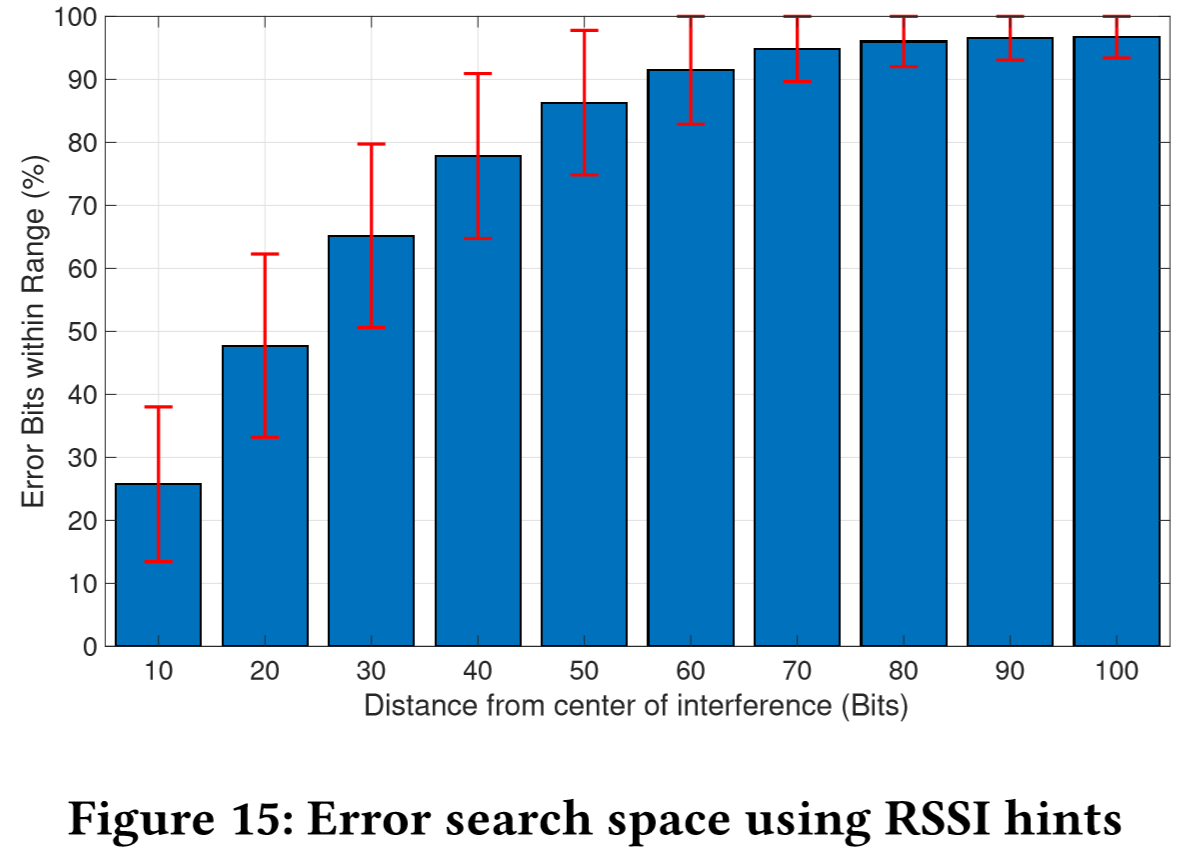 100
90
80
70
60
50
40
30
20
10
0
Error Bits within Range (%)
10 20 30 40 50 60 70 80 90 100
Distance from center of interference (Bits)
Figure 15: Error search space using RSSI hints